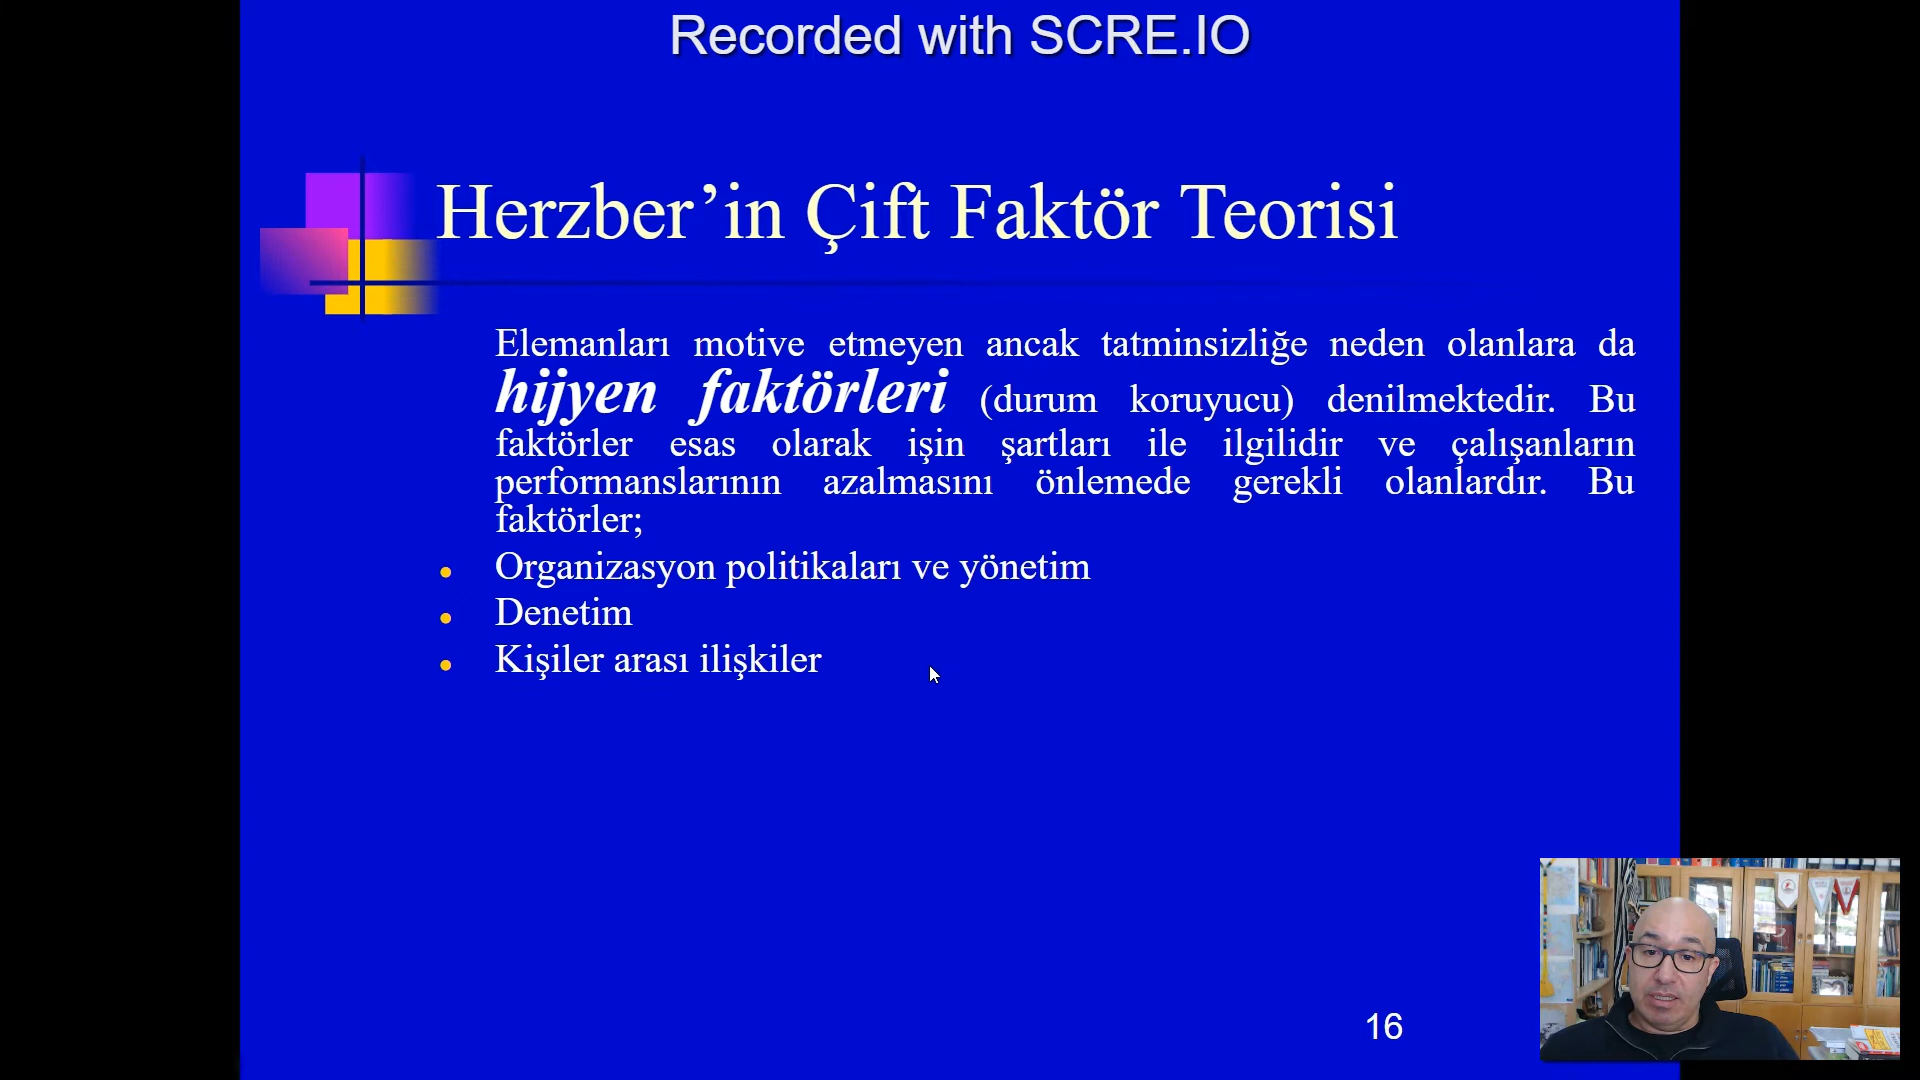 Recorded with SCRE.IO
Herzber’in Çift Faktör Teorisi
Elemanları motive etmeyen ancak tatminsizliğe neden olanlara da
hijyen faktörleri (durum koruyucu) denilmektedir. Bu
faktörler esas olarak işin şartları ile ilgilidir ve çalışanların
performanslarının azalmasını önlemede gerekli olanlardır. Bu
faktörler;
Organizasyon politikaları ve yönetim
Denetim
Kişiler arası ilişkiler
16